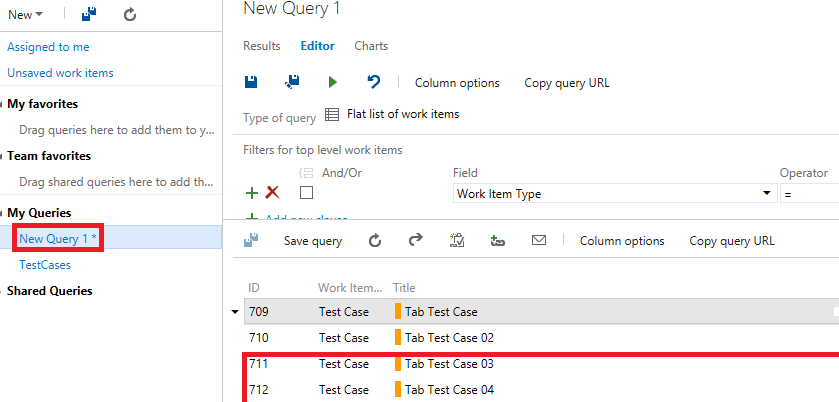 New
Assigned to me
Unsaved work items
My favorites
Drag queries here to add them to y...
Team favorites
Drag shared queries here to add th...
My Queries
New Query 1 *
TestCases
Shared Queries
New Query 1
Results Editor Charts
Column options Copy query URL
Type of query Flat list of work items
Filters for top level work items
And/Or Field Operator
Work Item Type =
Add new clause
Save query Column options Copy query URL
ID Work Item... Title
709 Test Case Tab Test Case
710 Test Case Tab Test Case 02
711 Test Case Tab Test Case 03
712 Test Case Tab Test Case 04